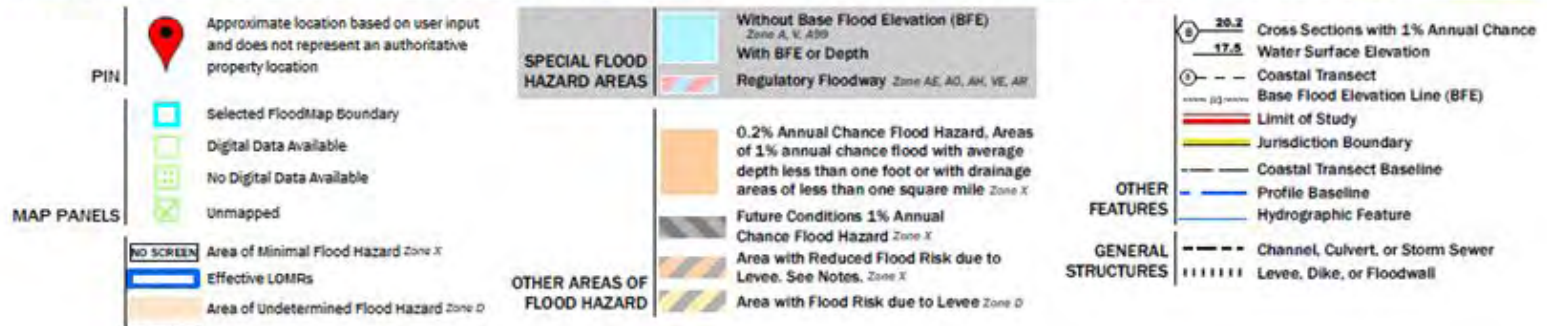 PIN
Approximate location based on user input
and does not represent an authoritative
property location
MAP PANELS
Selected FloodMap Boundary
Digital Data Available
No Digital Data Available
Unmapped
NO SCREEN Area of Minimal Flood Hazard Zone X
Effective LOMRs
Area of Undetermined Flood Hazard Zone D
SPECIAL FLOOD
HAZARD AREAS
Without Base Flood Elevation (BFE)
Zone A, V, A99
With BFE or Depth
Regulatory Floodway Zone AE, AO, AH, VE, AR
OTHER AREAS OF
FLOOD HAZARD
0.2% Annual Chance Flood Hazard, Areas
of 1% annual chance flood with average
depth less than one foot or with drainage
areas of less than one square mile Zone X
Future Conditions 1% Annual
Chance Flood Hazard Zone X
Area with Reduced Flood Risk due to
Levee. See Notes. Zone X
Area with Flood Risk due to Levee Zone D
OTHER
FEATURES
20.2 Cross Sections with 1% Annual Chance
17.5 Water Surface Elevation
Coastal Transect
Base Flood Elevation Line (BFE)
Limit of Study
Jurisdiction Boundary
Coastal Transect Baseline
Profile Baseline
Hydrographic Feature
GENERAL
STRUCTURES
Channel, Culvert, or Storm Sewer
Levee, Dike, or Floodwall